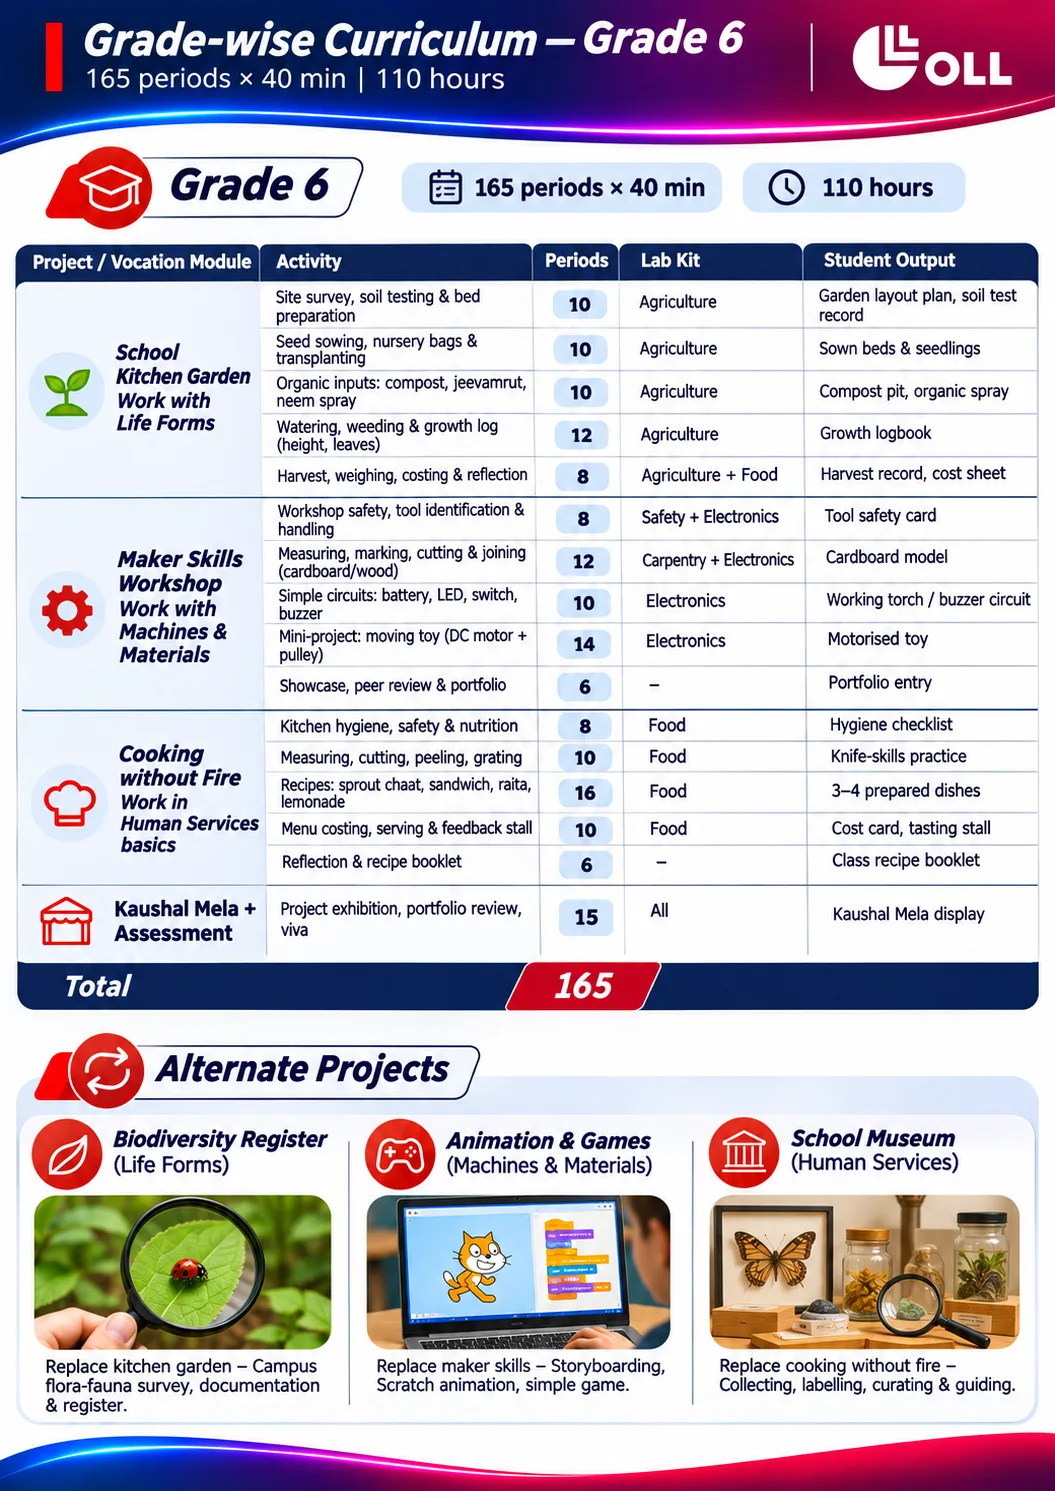 Grade-wise Curriculum – Grade 6
165 periods × 40 min | 110 hours
OLL
Grade 6
165 periods × 40 min
110 hours
Project / Vocation Module
Activity
Periods
Lab Kit
Student Output
School
Kitchen Garden
Work with
Life Forms
Site survey, soil testing & bed
preparation
10
Agriculture
Garden layout plan, soil test
record
Seed sowing, nursery bags &
transplanting
10
Agriculture
Sown beds & seedlings
Organic inputs: compost, jeevamrut,
neem spray
10
Agriculture
Compost pit, organic spray
Watering, weeding & growth log
(height, leaves)
12
Agriculture
Growth logbook
Harvest, weighing, costing & reflection
8
Agriculture + Food
Harvest record, cost sheet
Maker Skills
Workshop
Work with
Machines &
Materials
Workshop safety, tool identification &
handling
8
Safety + Electronics
Tool safety card
Measuring, marking, cutting & joining
(cardboard/wood)
12
Carpentry + Electronics
Cardboard model
Simple circuits: battery, LED, switch,
buzzer
10
Electronics
Working torch / buzzer circuit
Mini-project: moving toy (DC motor +
pulley)
14
Electronics
Motorised toy
Showcase, peer review & portfolio
6
–
Portfolio entry
Cooking
without Fire
Work in
Human Services
basics
Kitchen hygiene, safety & nutrition
8
Food
Hygiene checklist
Measuring, cutting, peeling, grating
10
Food
Knife-skills practice
Recipes: sprout chaat, sandwich, raita,
lemonade
16
Food
3–4 prepared dishes
Menu costing, serving & feedback stall
10
Food
Cost card, tasting stall
Reflection & recipe booklet
6
–
Class recipe booklet
Kaushal Mela +
Assessment
Project exhibition, portfolio review,
viva
15
All
Kaushal Mela display
Total
165
Alternate Projects
Biodiversity Register
(Life Forms)
Replace kitchen garden – Campus
flora-fauna survey, documentation
& register.
Animation & Games
(Machines & Materials)
Replace maker skills – Storyboarding,
Scratch animation, simple game.
School Museum
(Human Services)
Replace cooking without fire –
Collecting, labelling, curating & guiding.